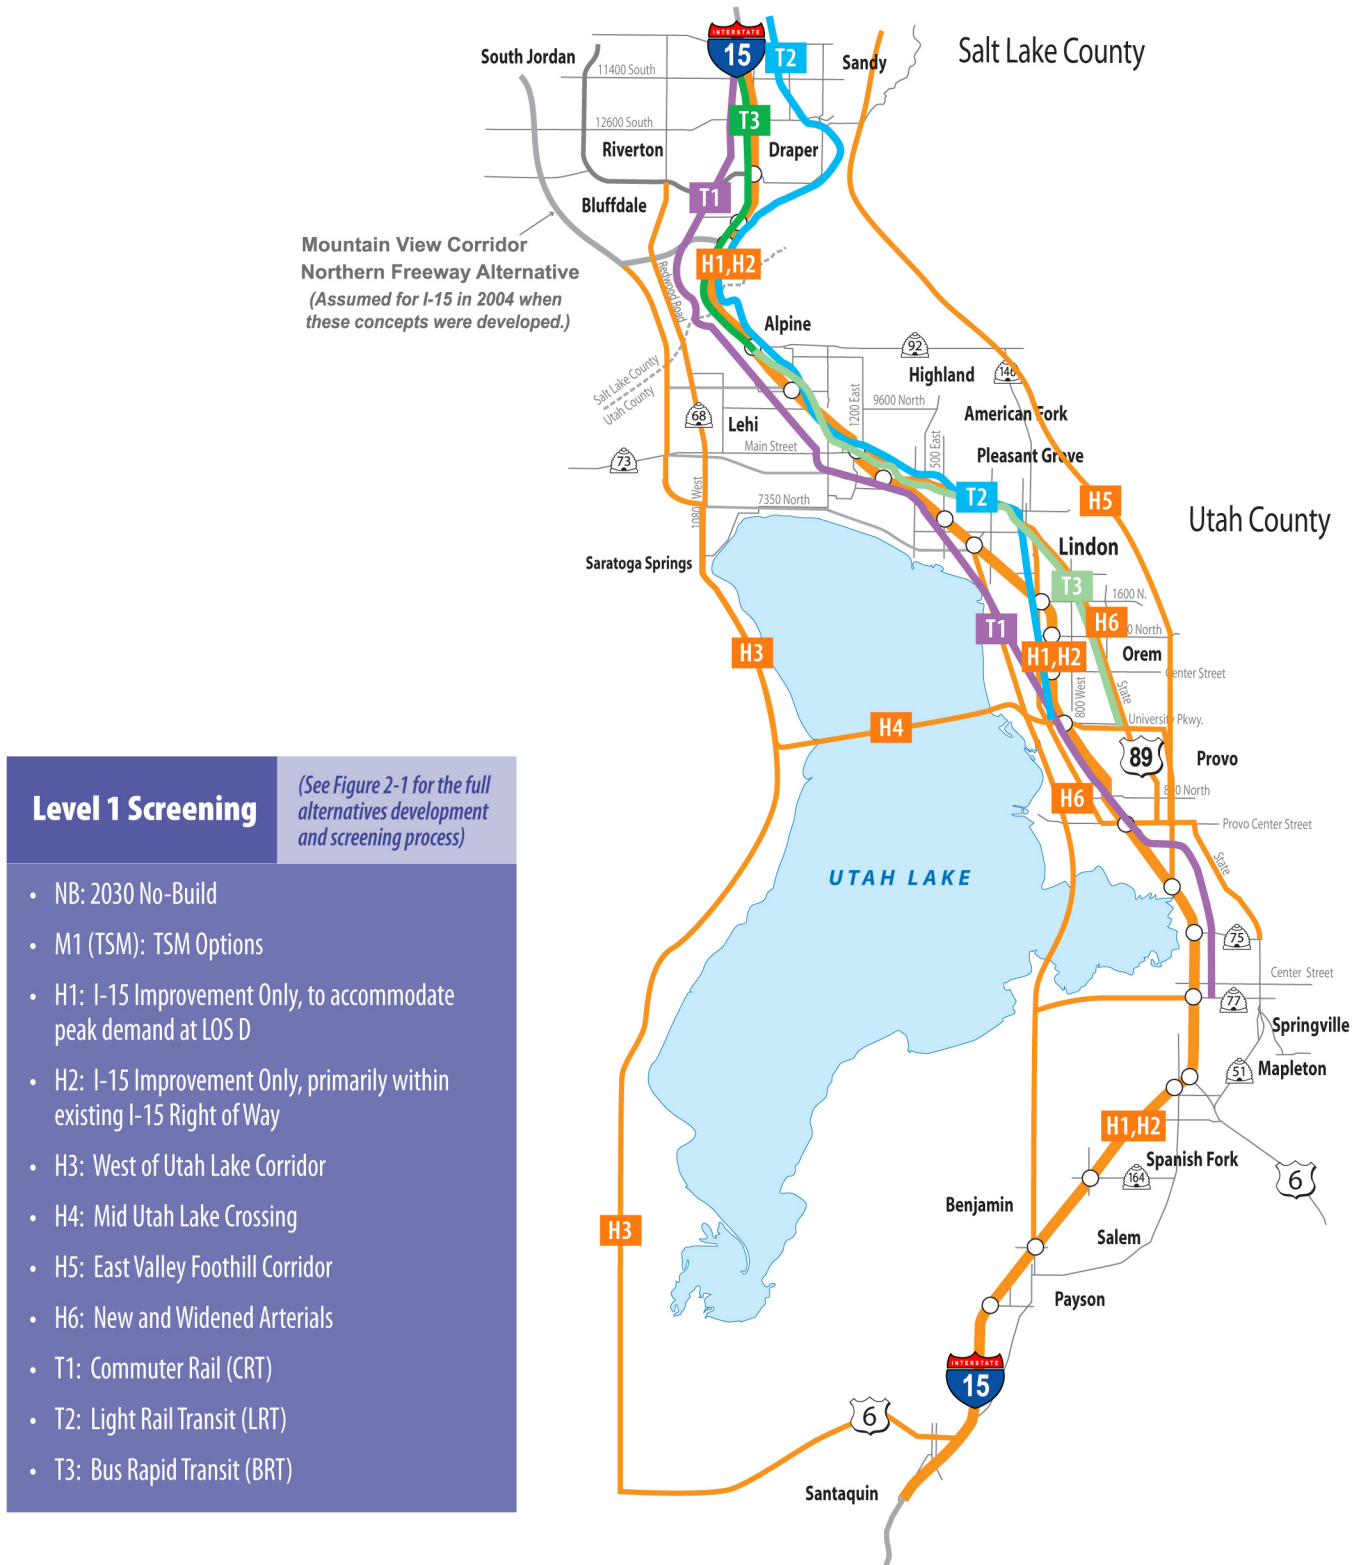 Salt Lake County
INTERSTATE
15
T2
South Jordan
Sandy
11400 South
T3
12600 South
Riverton
Draper
T1
Bluffdale
Mountain View Corridor
Northern Freeway Alternative
(Assumed for I-15 in 2004 when
these concepts were developed.)
H1,H2
Redwood Road
Alpine
92
Highland
146
Salt Lake County
Utah County
68
1200 East
9600 North
American Fork
Lehi
Main Street
500 East
Pleasant Grove
73
1080 West
7350 North
T2
H5
Utah County
Lindon
Saratoga Springs
T3
1600 N.
T1
H6
0 North
H3
H1,H2
Orem
Center Street
800 West
State
University Pkwy.
H4
89
Provo
H6
800 North
Provo Center Street
State
UTAH LAKE
75
Center Street
77
Springville
51
Mapleton
H1,H2
Spanish Fork
164
6
Benjamin
H3
Salem
Payson
INTERSTATE
15
6
Santaquin
Level 1 Screening
(See Figure 2-1 for the full
alternatives development
and screening process)
• NB: 2030 No-Build
• M1 (TSM): TSM Options
• H1: I-15 Improvement Only, to accommodate
peak demand at LOS D
• H2: I-15 Improvement Only, primarily within
existing I-15 Right of Way
• H3: West of Utah Lake Corridor
• H4: Mid Utah Lake Crossing
• H5: East Valley Foothill Corridor
• H6: New and Widened Arterials
• T1: Commuter Rail (CRT)
• T2: Light Rail Transit (LRT)
• T3: Bus Rapid Transit (BRT)